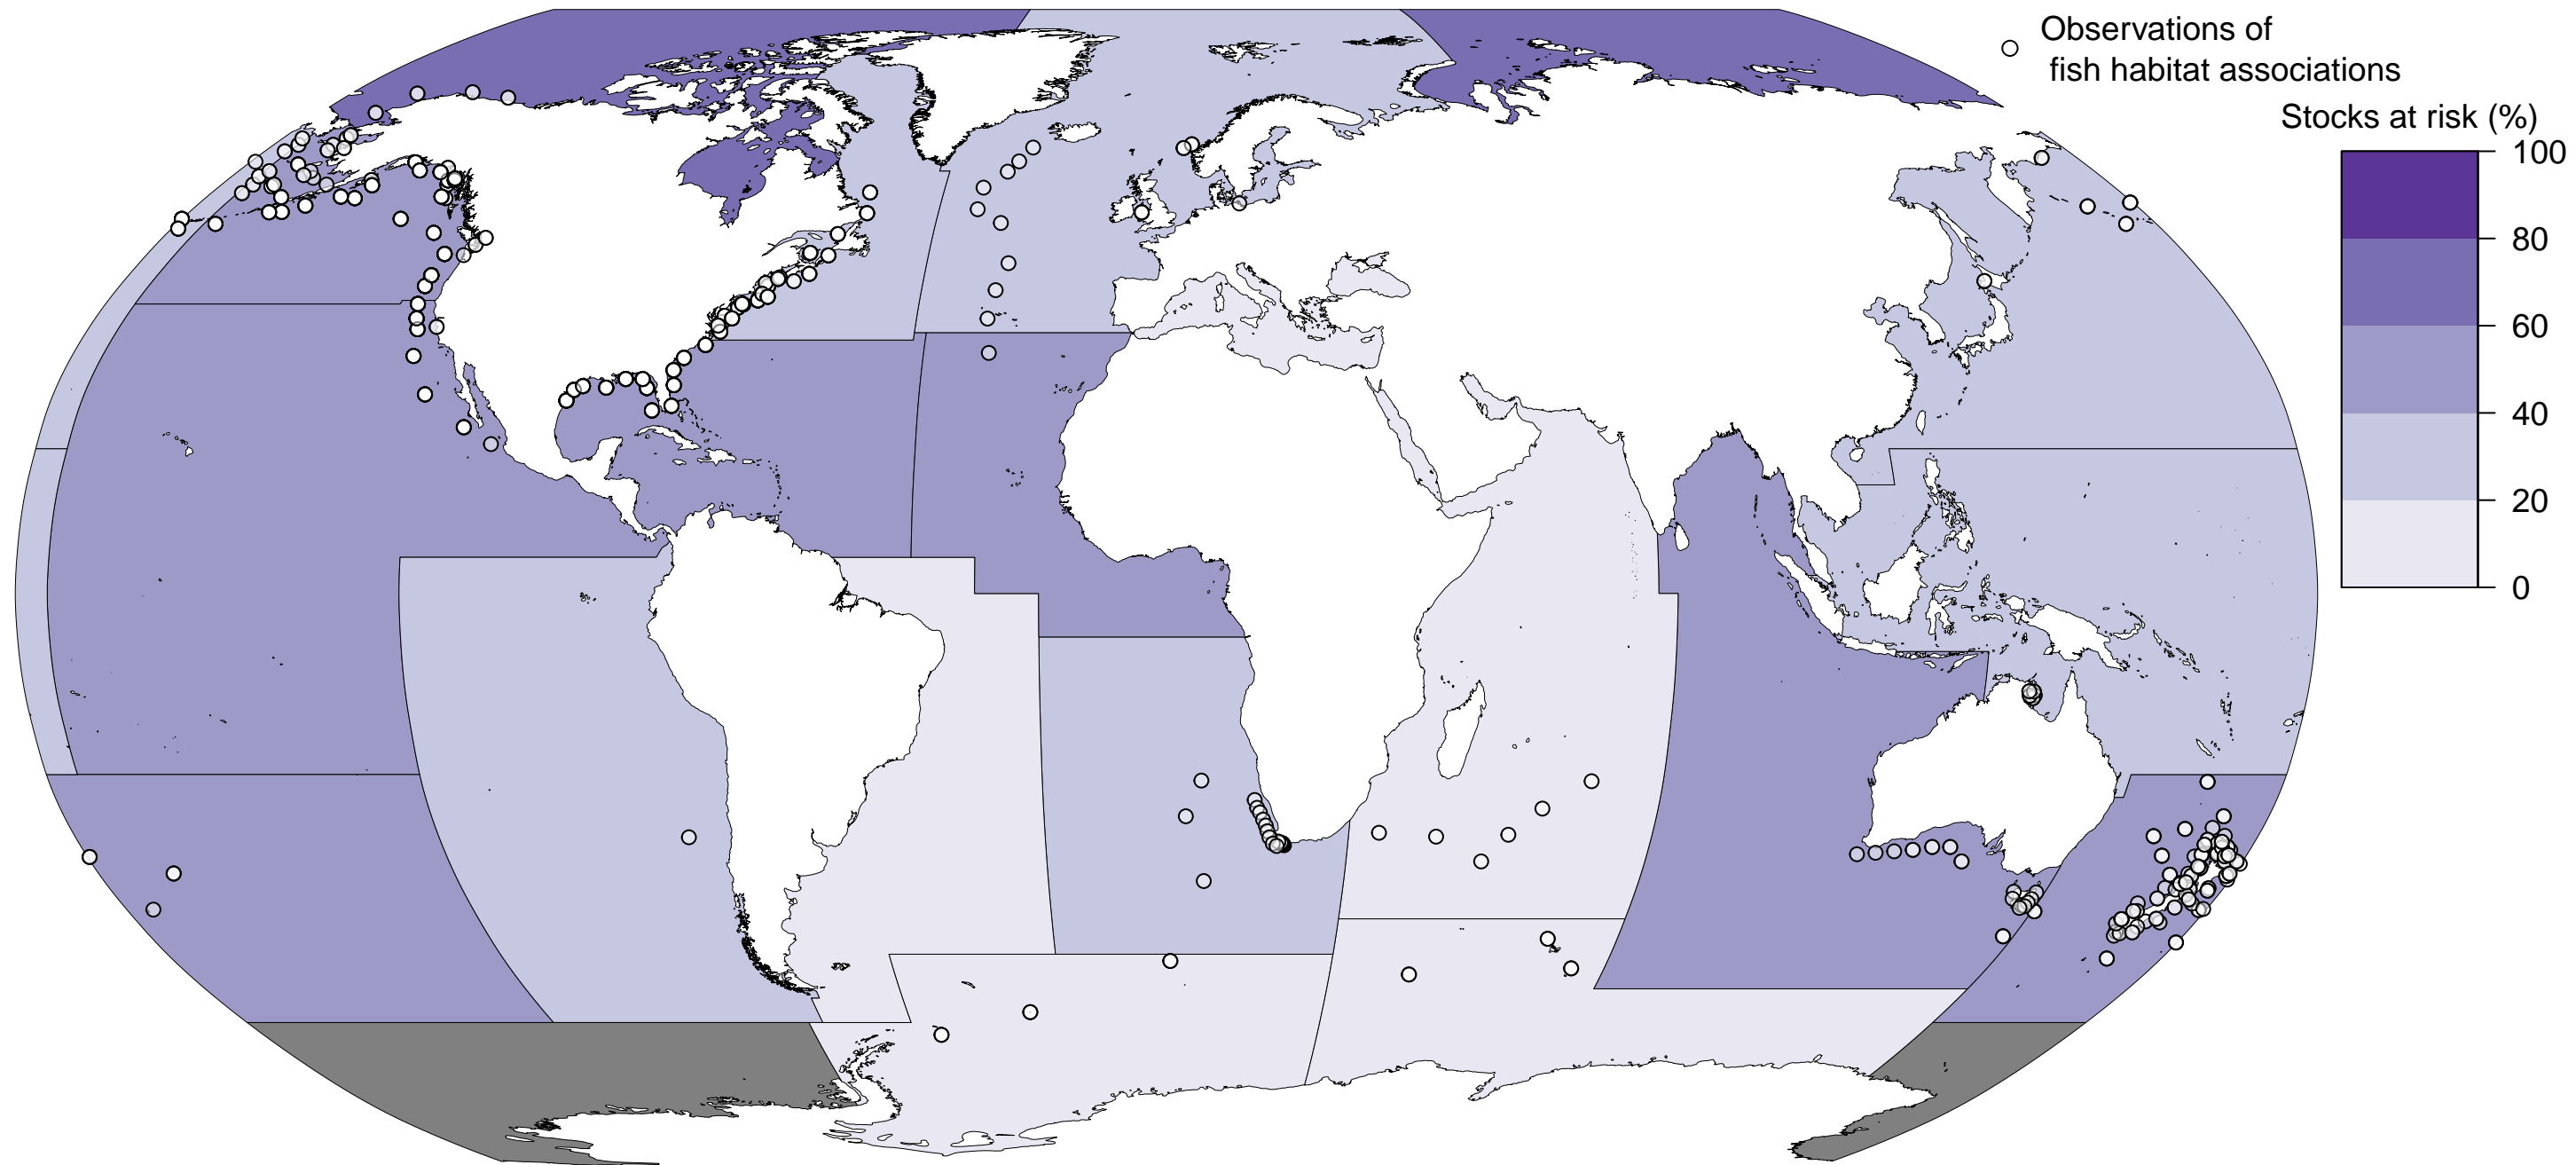 Observations of
fish habitat associations
Stocks at risk (%)
100
80
60
40
20
0